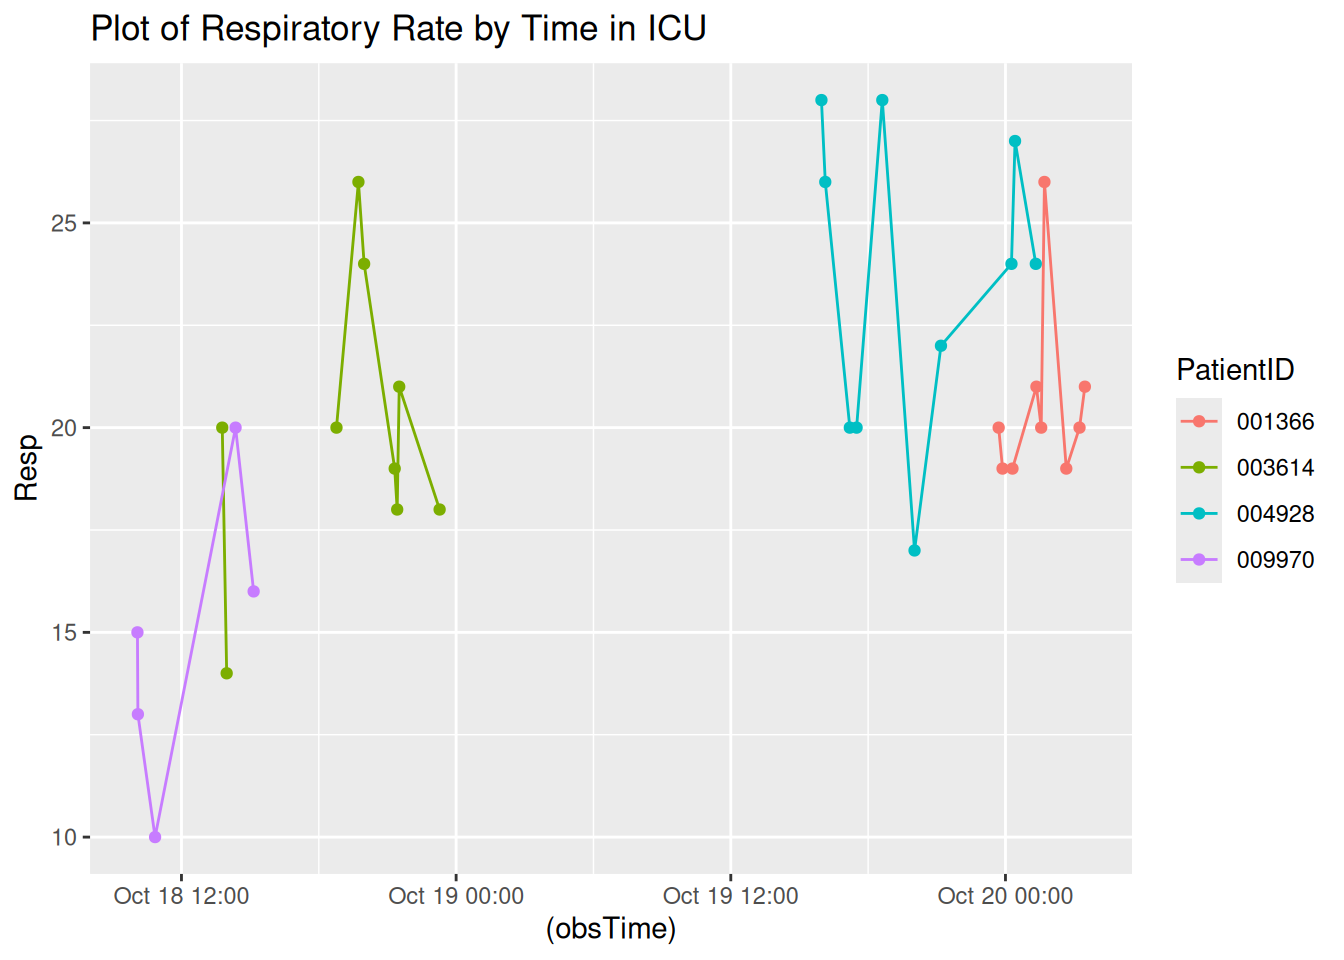 Plot of Respiratory Rate by Time in ICU
Resp
25
20
15
10
Oct 18 12:00
Oct 19 00:00
Oct 19 12:00
Oct 20 00:00
(obsTime)
PatientID
001366
003614
004928
009970